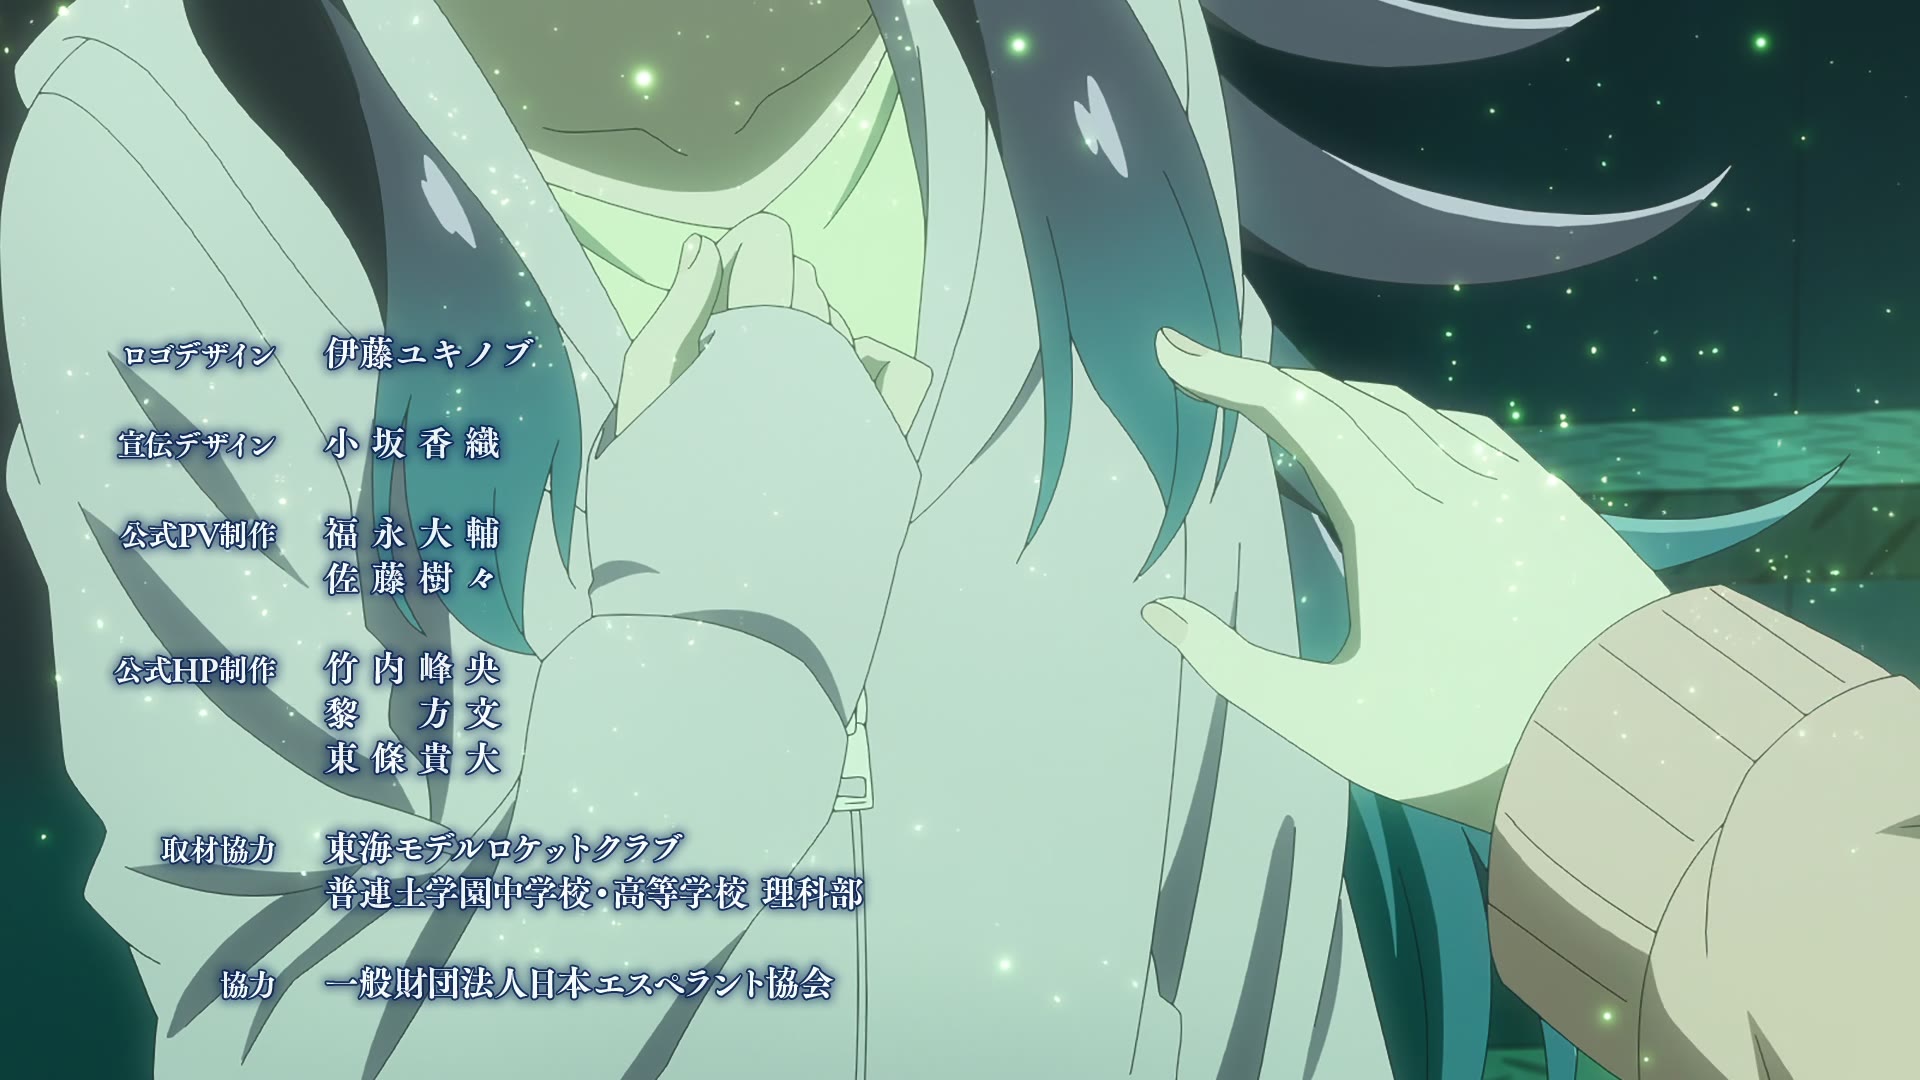 ロゴデザイン 伊藤ユキノブ
宣伝デザイン 小坂香織
公式PV制作 福永大輔
佐藤樹々
公式HP制作 竹内峰央
黎 方文
東條貴大
取材協力 東海モデルロケットクラブ
普連土学園中学校・高等学校 理科部
協力 一般財団法人日本エスペラント協会